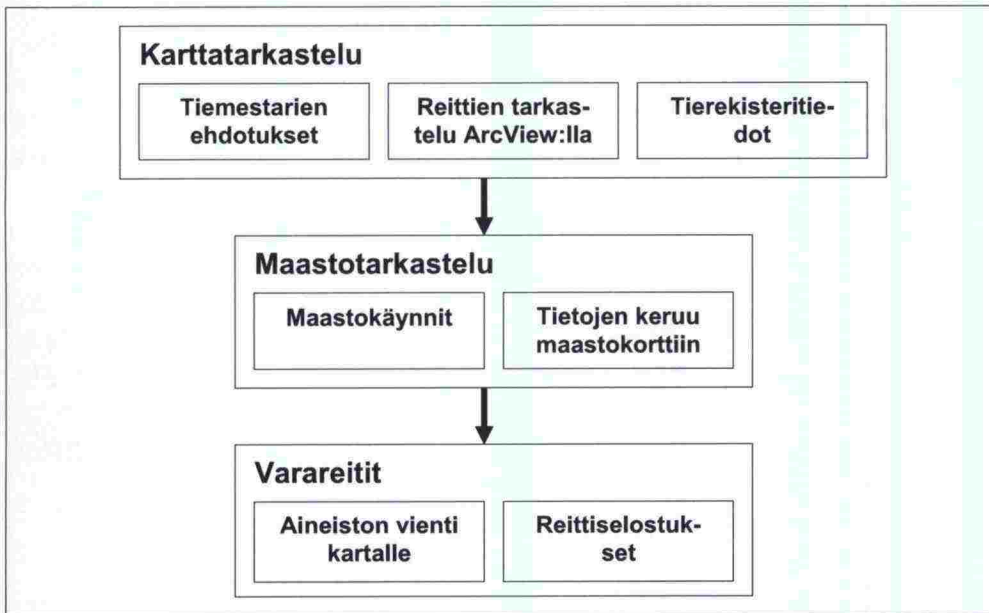 Karttatarkastelu
Tiemestarien
ehdotukset
Reittien tarkas-
telu ArcView:lla
Tierekisteritie-
dot
Maastotarkastelu
Maastokäynnit
Tietojen keruu
maastokorttiin
Varareitit
Aineiston vienti
kartalle
Reittiselostuk-
set